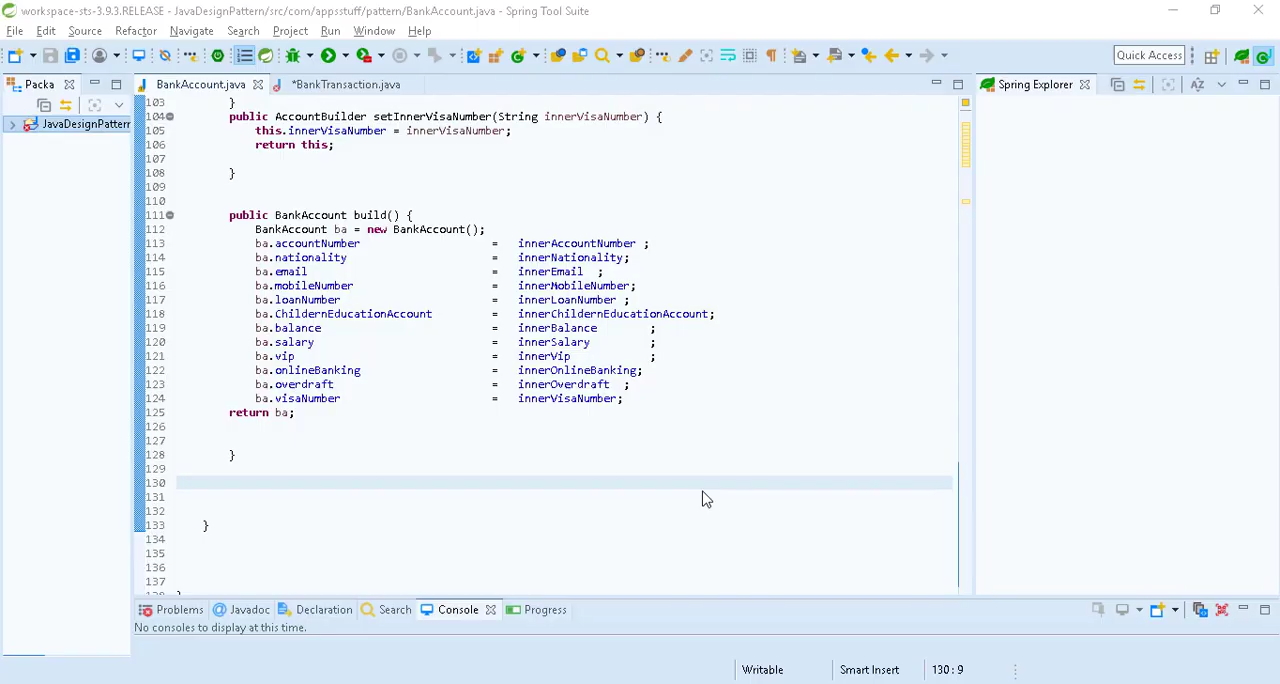 workspace-sts-3.9.3.RELEASE - JavaDesignPattern/src/com/appsstuff/pattern/BankAccount.java - Spring Tool Suite
File Edit Source Refactor Navigate Search Project Run Window Help
Quick Access
Packa BankAccount.java *BankTransaction.java Spring Explorer
JavaDesignPattern
103 }
104 public AccountBuilder setInnerVisaNumber(String innerVisaNumber) {
105 this.innerVisaNumber = innerVisaNumber;
106 return this;
107
108 }
109
110
111 public BankAccount build() {
112 BankAccount ba = new BankAccount();
113 ba.accountNumber = innerAccountNumber ;
114 ba.nationality = innerNationality;
115 ba.email = innerEmail ;
116 ba.mobileNumber = innerMobileNumber;
117 ba.loanNumber = innerLoanNumber ;
118 ba.ChildernEducationAccount = innerChildernEducationAccount;
119 ba.balance = innerBalance ;
120 ba.salary = innerSalary ;
121 ba.vip = innerVip ;
122 ba.onlineBanking = innerOnlineBanking;
123 ba.overdraft = innerOverdraft ;
124 ba.visaNumber = innerVisaNumber;
125 return ba;
126
127
128 }
129
130
131
132
133 }
134
135
136
137
Problems Javadoc Declaration Search Console Progress
No consoles to display at this time.
Writable Smart Insert 130 : 9